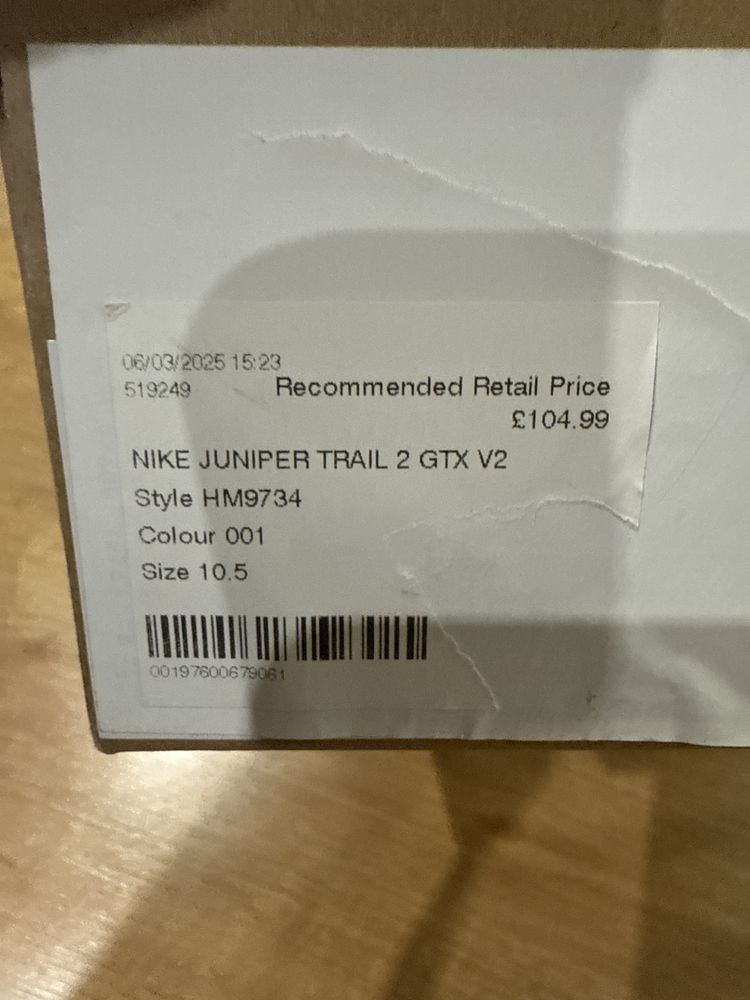 06/03/2025 15:23
519249
Recommended Retail Price
£104.99
NIKE JUNIPER TRAIL 2 GTX V2
Style HM9734
Colour 001
Size 10.5
00197600679061